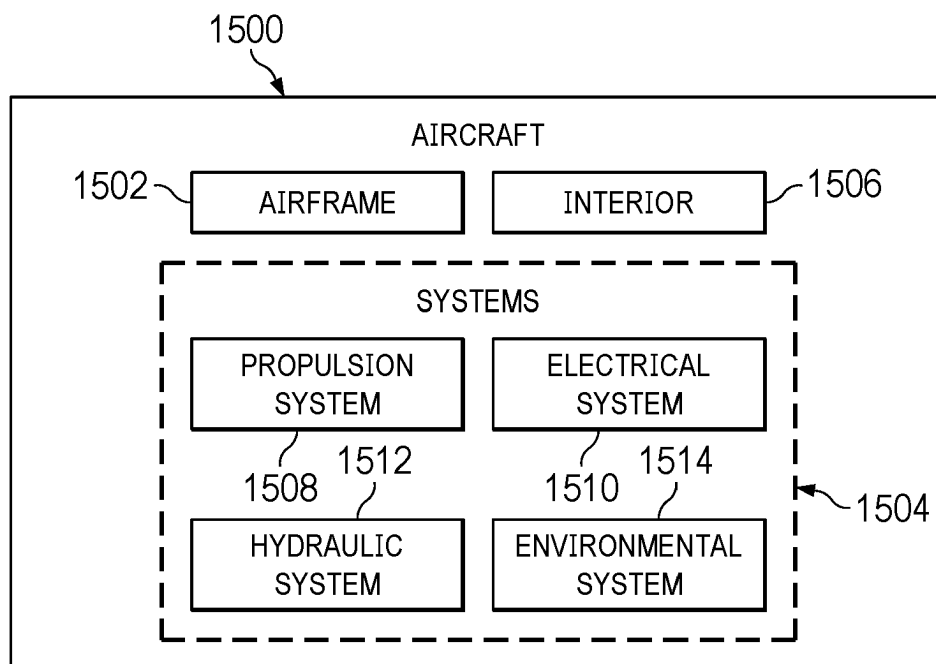 1500
AIRCRAFT
1502
AIRFRAME
INTERIOR
1506
SYSTEMS
PROPULSION
SYSTEM
ELECTRICAL
SYSTEM
1508
1512
1510
1514
1504
HYDRAULIC
SYSTEM
ENVIRONMENTAL
SYSTEM